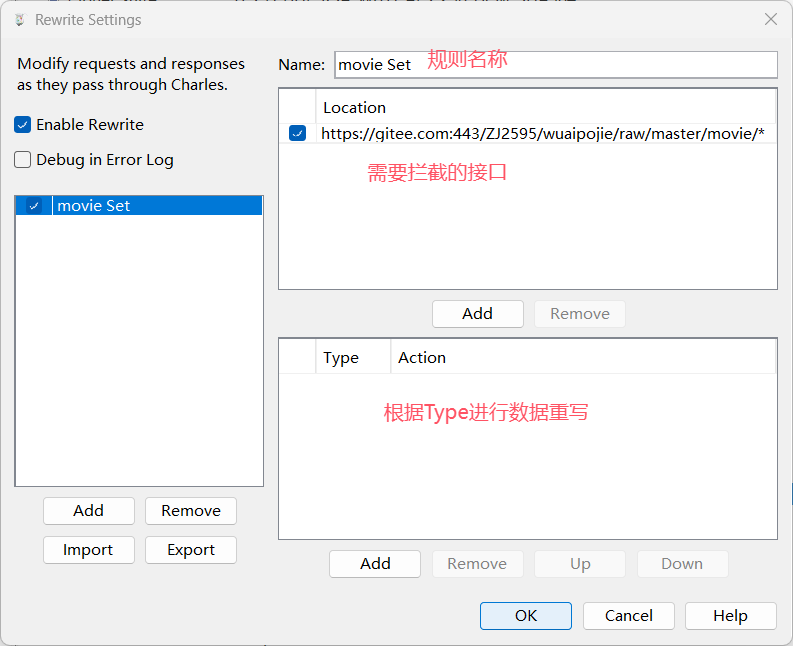 Rewrite Settings
Modify requests and responses
as they pass through Charles.
Enable Rewrite
Debug in Error Log
movie Set
Add Remove
Import Export
Name: movie Set 规则名称
Location
https://gitee.com:443/ZJ2595/wuaipojie/raw/master/movie/*
需要拦截的接口
Add Remove
Type Action
根据Type进行数据重写
Add Remove Up Down
OK Cancel Help